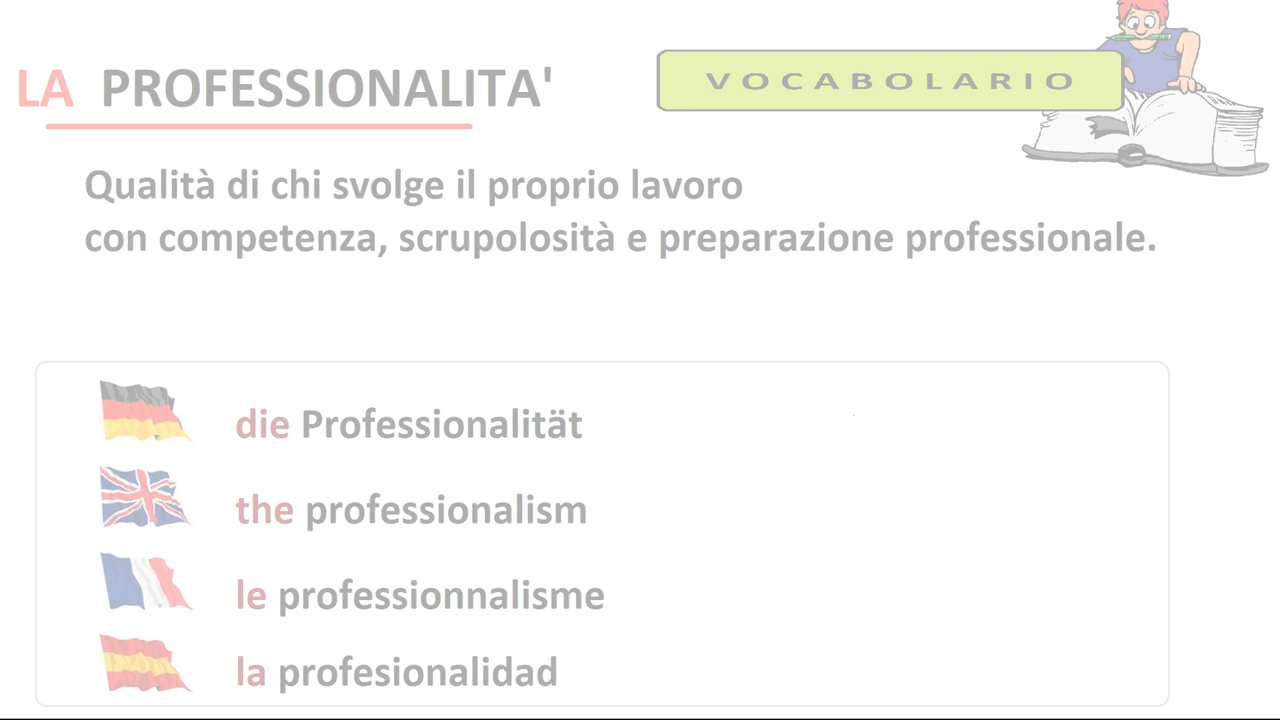 LA PROFESSIONALITA'
VOCABOLARIO
Qualità di chi svolge il proprio lavoro
con competenza, scrupolosità e preparazione professionale.
die Professionalität
the professionalism
le professionnalisme
la profesionalidad